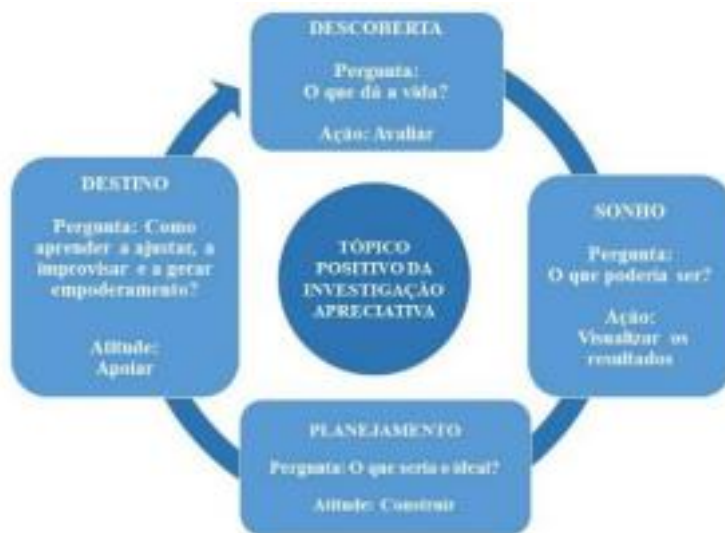 DESCOBERTA
Pergunta:
O que dá a vida?
Ação: Avaliar
SONHO
Pergunta:
O que poderia ser?
Ação:
Visualizar os
resultados
PLANEJAMENTO
Pergunta: O que seria o ideal?
Atitude: Construir
DESTINO
Pergunta: Como
aprender a ajustar, a
improvisar e a gerar
empoderamento?
Atitude:
Apoiar
TÓPICO
POSITIVO DA
INVESTIGAÇÃO
APRECIATIVA